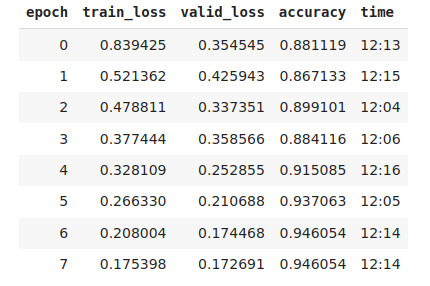 epoch train_loss valid_loss accuracy time
0 0.839425 0.354545 0.881119 12:13
1 0.521362 0.425943 0.867133 12:15
2 0.478811 0.337351 0.899101 12:04
3 0.377444 0.358566 0.884116 12:06
4 0.328109 0.252855 0.915085 12:16
5 0.266330 0.210688 0.937063 12:05
6 0.208004 0.174468 0.946054 12:14
7 0.175398 0.172691 0.946054 12:14